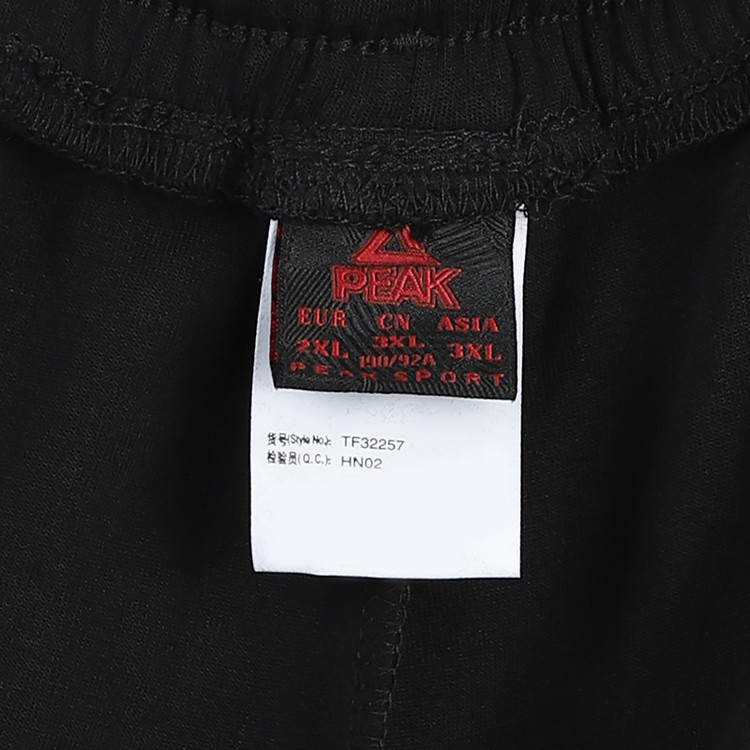 PEAK
EUR CN ASIA
2XL 3XL 3XL
190/92A
PEAK SPORT
货号(Style No.): TF32257
检验员(Q.C.): HN02